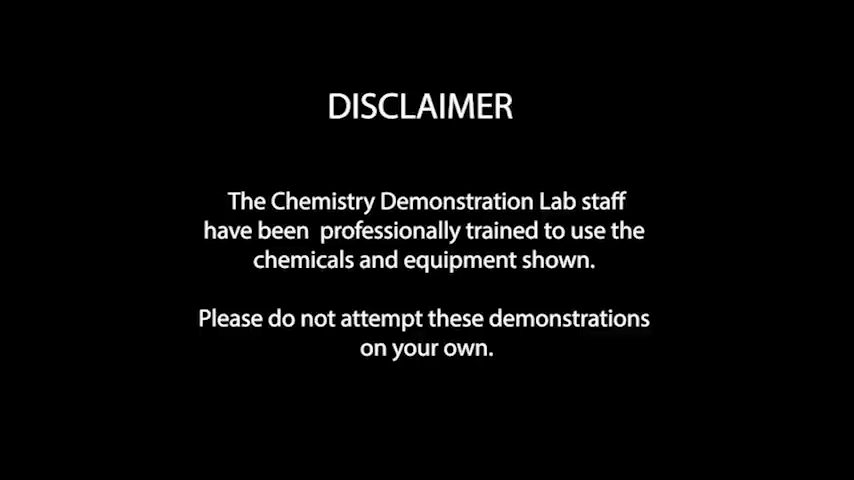 DISCLAIMER
The Chemistry Demonstration Lab staff
have been professionally trained to use the
chemicals and equipment shown.
Please do not attempt these demonstrations
on your own.